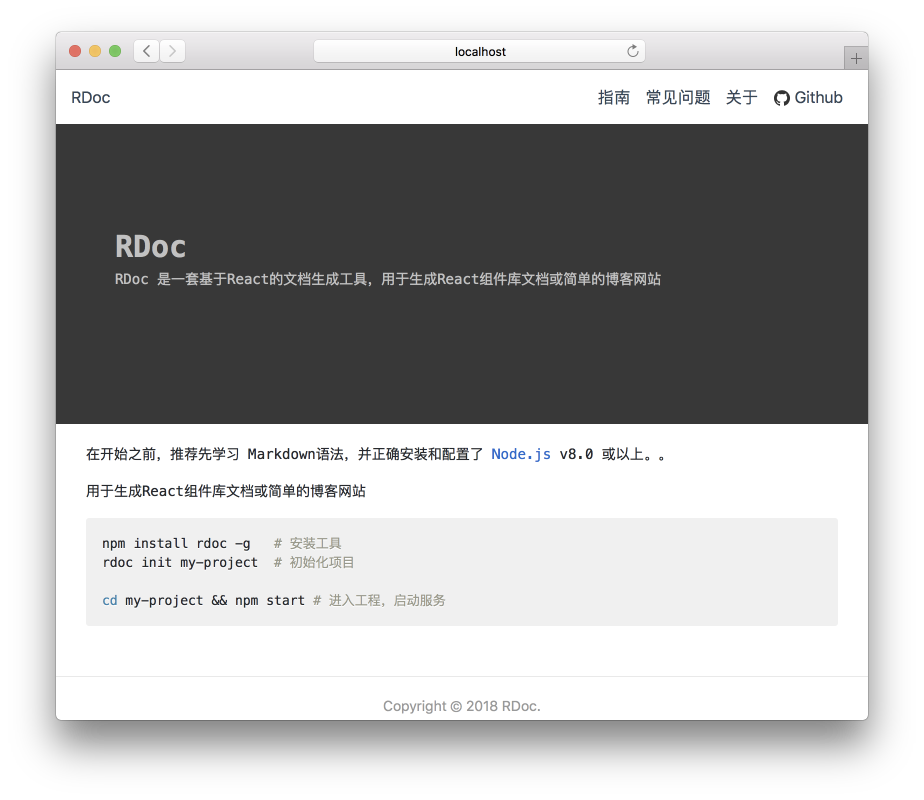 localhost
RDoc
指南 常见问题 关于 Github
RDoc
RDoc 是一套基于React的文档生成工具，用于生成React组件库文档或简单的博客网站
在开始之前，推荐先学习 Markdown语法，并正确安装和配置了 Node.js v8.0 或以上。。
用于生成React组件库文档或简单的博客网站
npm install rdoc -g   # 安装工具
rdoc init my-project  # 初始化项目
cd my-project && npm start # 进入工程，启动服务
Copyright © 2018 RDoc.